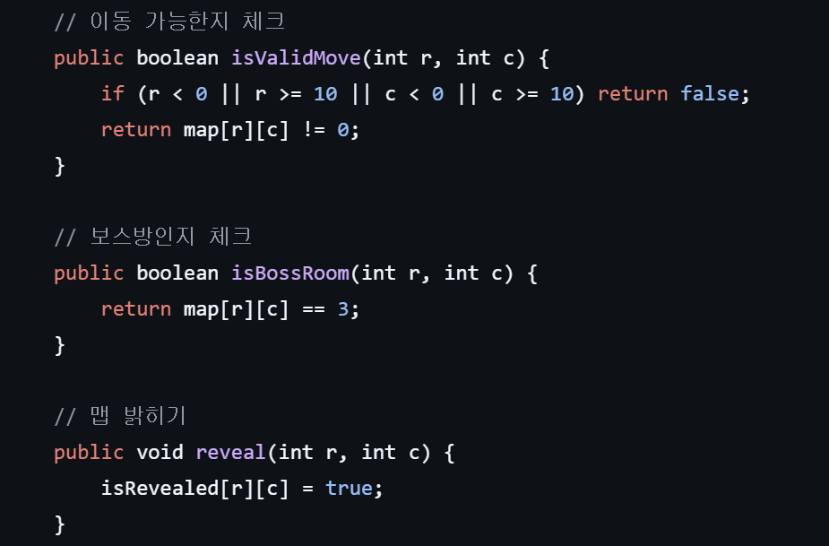 // 이동 가능한지 체크
public boolean isValidMove(int r, int c) {
if (r < 0 || r >= 10 || c < 0 || c >= 10) return false;
return map[r][c] != 0;
}
// 보스방인지 체크
public boolean isBossRoom(int r, int c) {
return map[r][c] == 3;
}
// 맵 밝히기
public void reveal(int r, int c) {
isRevealed[r][c] = true;
}